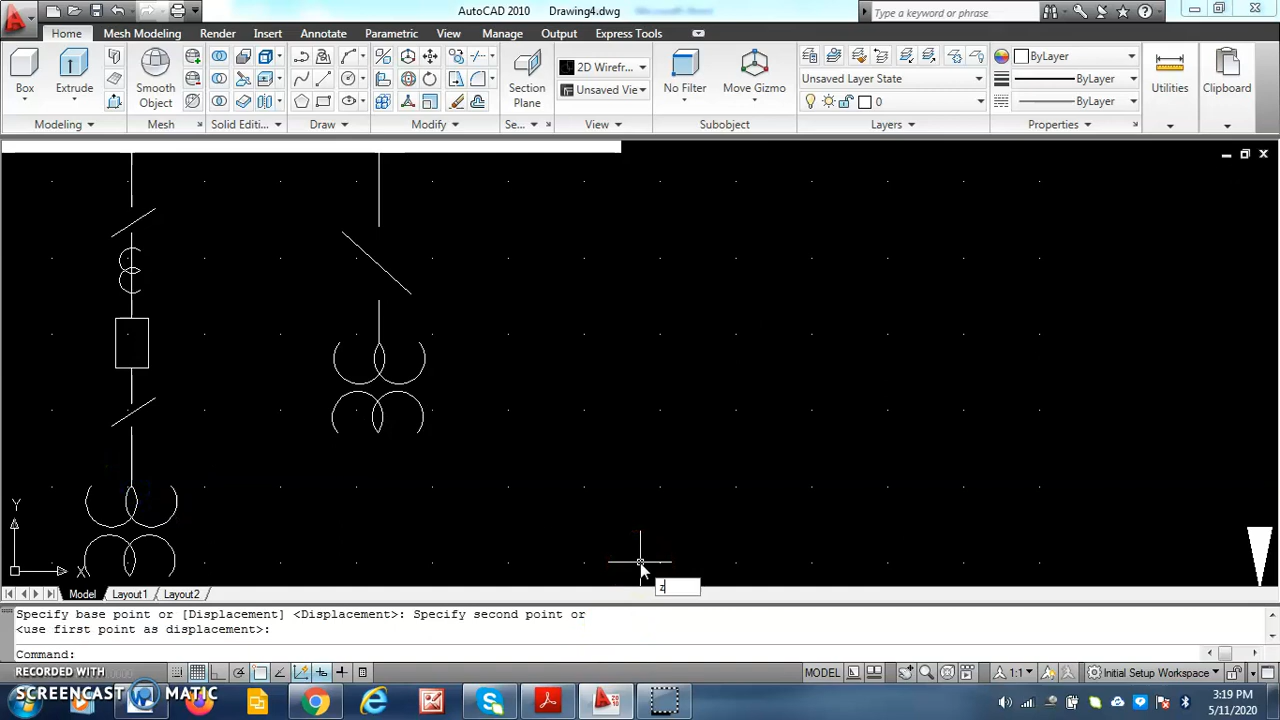 AutoCAD 2010 Drawing4.dwg
Type a keyword or phrase
Home Mesh Modeling Render Insert Annotate Parametric View Manage Output Express Tools
Box
Extrude
Smooth Object
Section Plane
2D Wirefr...
Unsaved Vie
No Filter
Move Gizmo
Unsaved Layer State
0
ByLayer
ByLayer
ByLayer
Utilities
Clipboard
Modeling Mesh Solid Editi... Draw Modify Se... View Subobject Layers Properties
Y
X
z
Model Layout1 Layout2
Specify base point or [Displacement] <Displacement>: Specify second point or
<use first point as displacement>:
Command:
RECORDED WITH
SCREENCAST MATIC
MODEL
1:1
Initial Setup Workspace
3:19 PM
5/11/2020